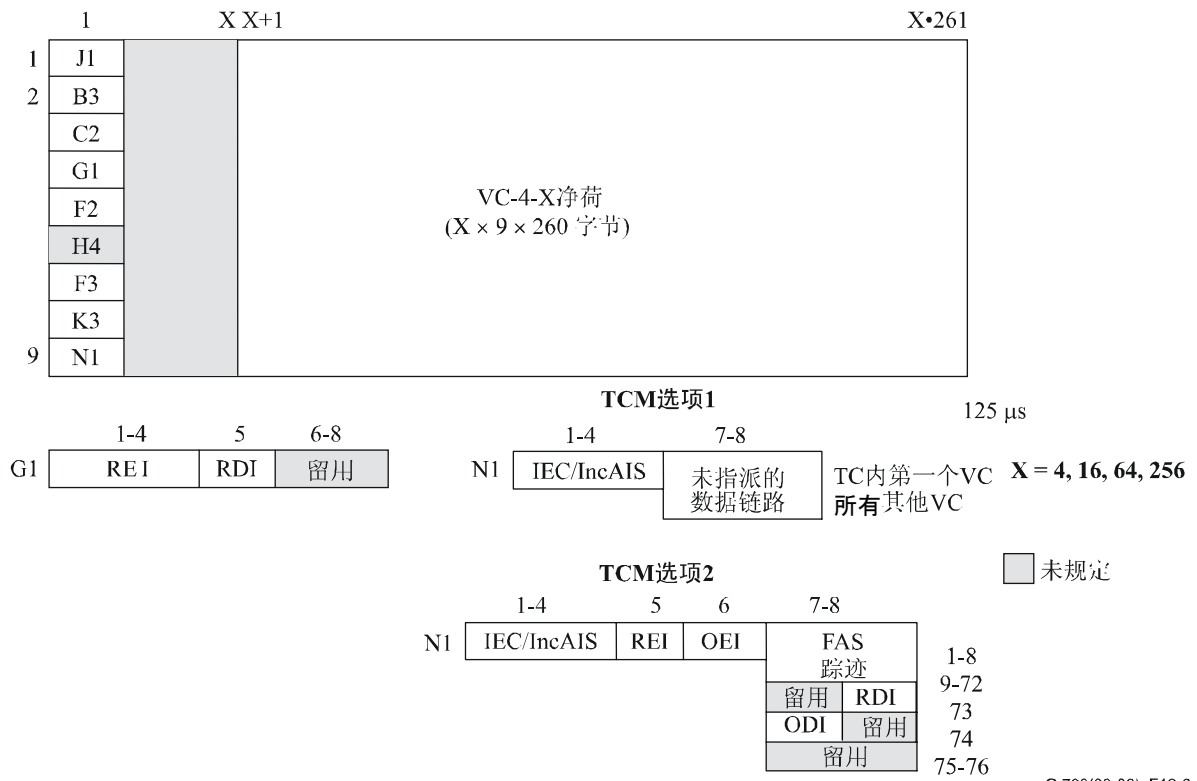 1 X X+1 X•261
1 J1
2 B3
C2
G1
F2
H4
F3
K3
9 N1
VC-4-X净荷
(X × 9 × 260 字节)
TCM选项1
125 µs
1-4 5 6-8
G1 REI RDI 留用
1-4 7-8
N1 IEC/IncAIS 未指派的
数据链路
TC内第一个VC
所有其他VC
X = 4, 16, 64, 256
未规定
TCM选项2
1-4 5 6 7-8
N1 IEC/IncAIS REI OEI FAS
踪迹
留用 RDI
ODI 留用
留用
1-8
9-72
73
74
75-76